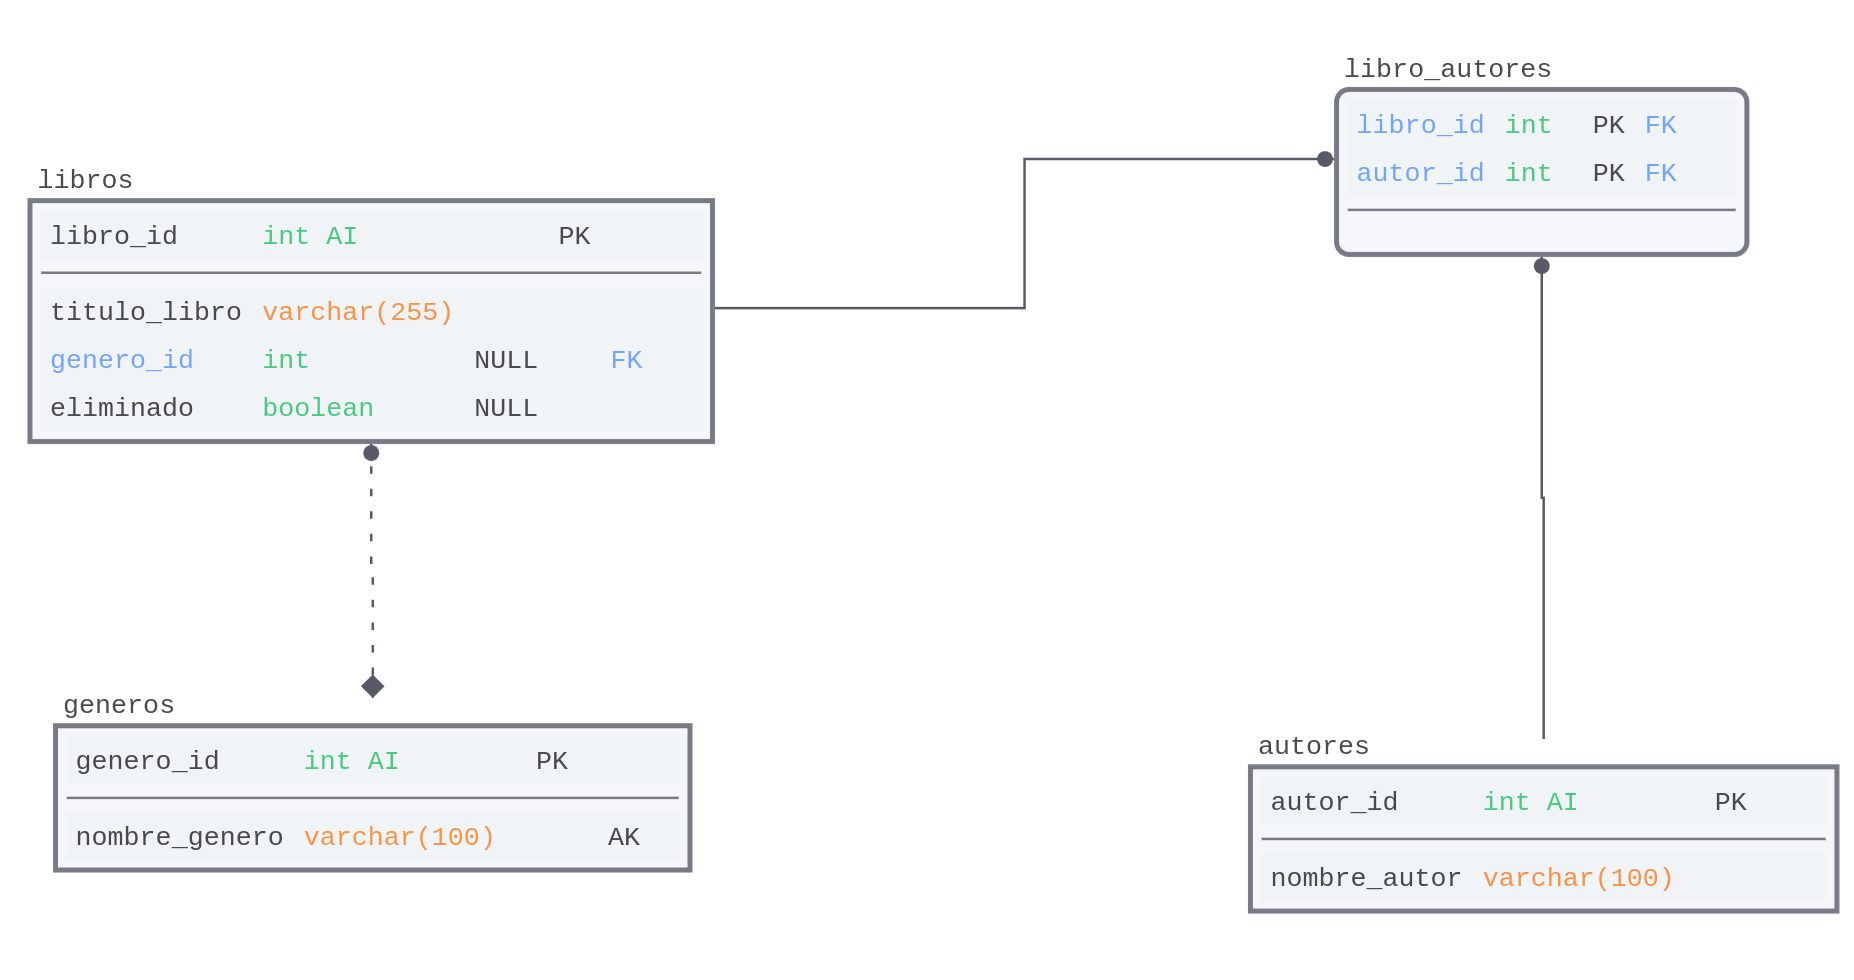 libro_autores
libro_id int PK FK
autor_id int PK FK
libros
libro_id int AI PK
titulo_libro varchar(255)
genero_id int NULL FK
eliminado boolean NULL
generos
genero_id int AI PK
nombre_genero varchar(100) AK
autores
autor_id int AI PK
nombre_autor varchar(100)